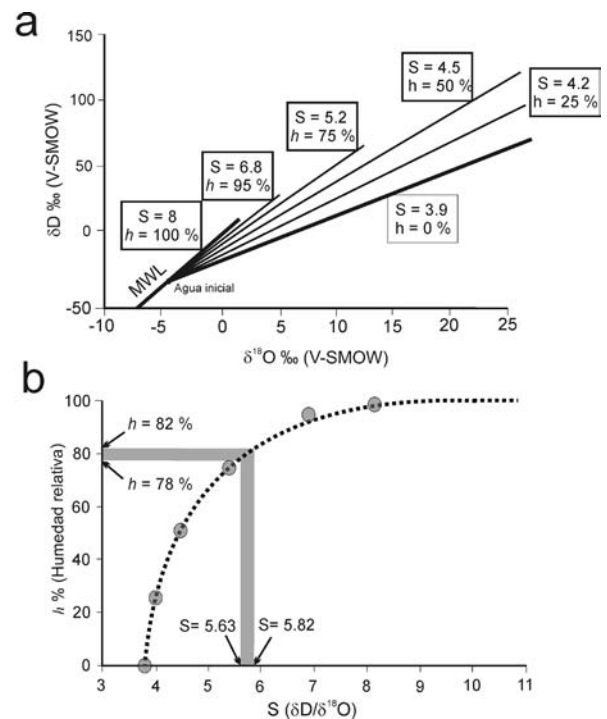 a
δD ‰ (V-SMOW)
150
100
50
0
-50
S = 4.5
h = 50 %
S = 4.2
h = 25 %
S = 5.2
h = 75 %
S = 6.8
h = 95 %
S = 8
h = 100 %
S = 3.9
h = 0 %
MWL
Agua inicial
-10
-5
0
5
10
15
20
25
δ¹⁸O ‰ (V-SMOW)
b
h % (Humedad relativa)
100
80
60
40
20
0
h = 82 %
h = 78 %
S= 5.63
S= 5.82
3
4
5
6
7
8
9
10
11
S (δD/δ¹⁸O)